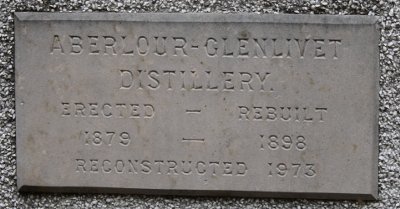 ABERLOUR-GLENLIVET
DISTILLERY.
ERECTED — REBUILT
1879 — 1898
RECONSTRUCTED 1973